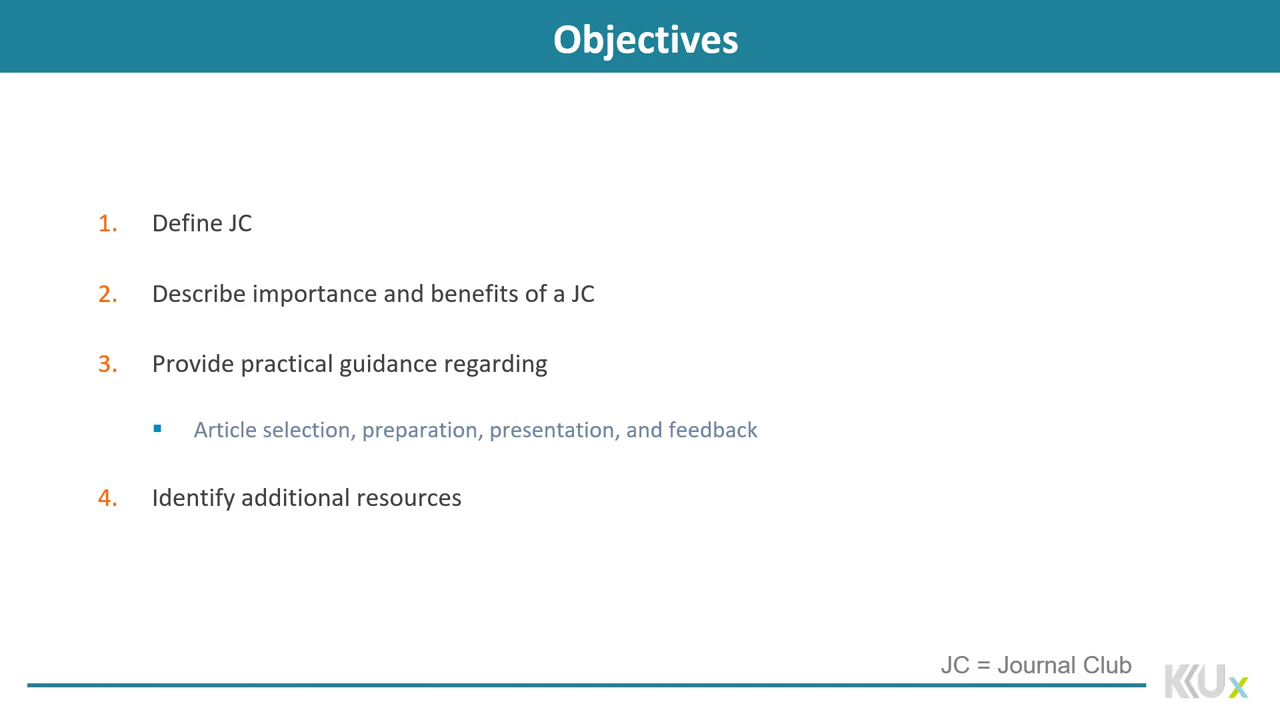 Objectives
1. Define JC
2. Describe importance and benefits of a JC
3. Provide practical guidance regarding
▪ Article selection, preparation, presentation, and feedback
4. Identify additional resources
JC = Journal Club
KKUx